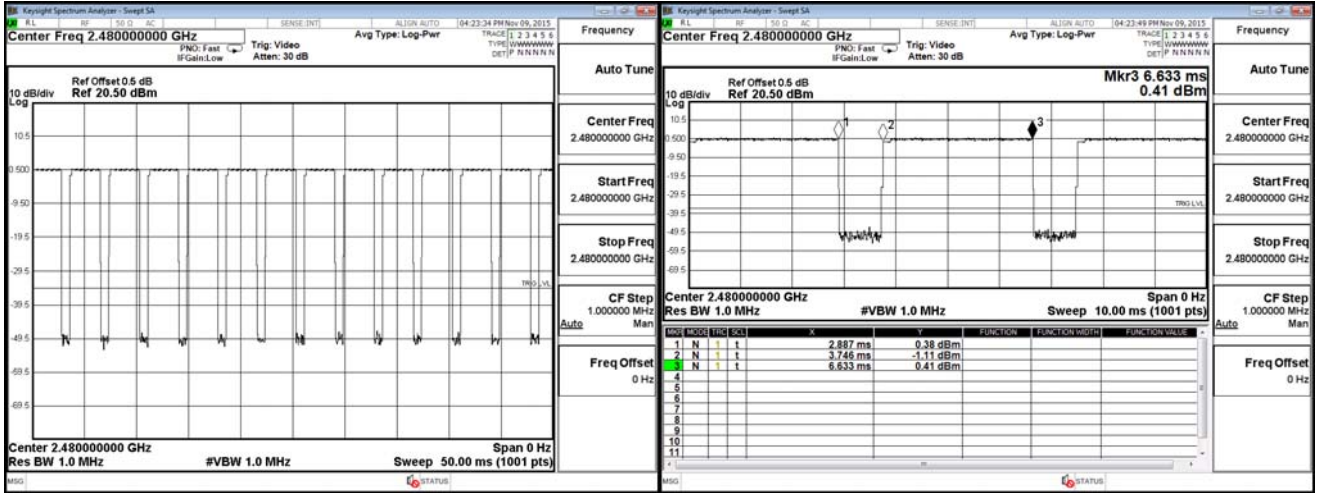 Keysight Spectrum Analyzer - Swept SA
RL RF 50 Ω AC SENSE:INT ALIGN AUTO 04:23:34 PM Nov 09, 2015
Center Freq 2.480000000 GHz
PNO: Fast
IFGain:Low
Trig: Video
Atten: 30 dB
Avg Type: Log-Pwr
TRACE 1 2 3 4 5 6
TYPE WWWWWW
DET P N N N N N
Ref Offset 0.5 dB
10 dB/div Ref 20.50 dBm
Log
10.5
0.500
-9.50
-19.5
-29.5
TRIG LVL
-39.5
-49.5
-59.5
-69.5
Center 2.480000000 GHz Span 0 Hz
Res BW 1.0 MHz #VBW 1.0 MHz Sweep 50.00 ms (1001 pts)
MSG STATUS
Frequency
Auto Tune
Center Freq
2.480000000 GHz
Start Freq
2.480000000 GHz
Stop Freq
2.480000000 GHz
CF Step
1.000000 MHz
Auto Man
Freq Offset
0 Hz
Keysight Spectrum Analyzer - Swept SA
RL RF 50 Ω AC SENSE:INT ALIGN AUTO 04:23:49 PM Nov 09, 2015
Center Freq 2.480000000 GHz
PNO: Fast
IFGain:Low
Trig: Video
Atten: 30 dB
Avg Type: Log-Pwr
TRACE 1 2 3 4 5 6
TYPE WWWWWW
DET P N N N N N
Mkr3 6.633 ms
0.41 dBm
Ref Offset 0.5 dB
10 dB/div Ref 20.50 dBm
Log
10.5
0.500
-9.50
-19.5
-29.5
TRIG LVL
-39.5
-49.5
-59.5
-69.5
1
2
3
Center 2.480000000 GHz Span 0 Hz
Res BW 1.0 MHz #VBW 1.0 MHz Sweep 10.00 ms (1001 pts)
MKR MODE TRC SCL X Y FUNCTION FUNCTION WIDTH FUNCTION VALUE
1 N 1 t 2.887 ms 0.38 dBm
2 N 1 t 3.746 ms -1.11 dBm
3 N 1 t 6.633 ms 0.41 dBm
4
5
6
7
8
9
10
11
MSG STATUS
Frequency
Auto Tune
Center Freq
2.480000000 GHz
Start Freq
2.480000000 GHz
Stop Freq
2.480000000 GHz
CF Step
1.000000 MHz
Auto Man
Freq Offset
0 Hz